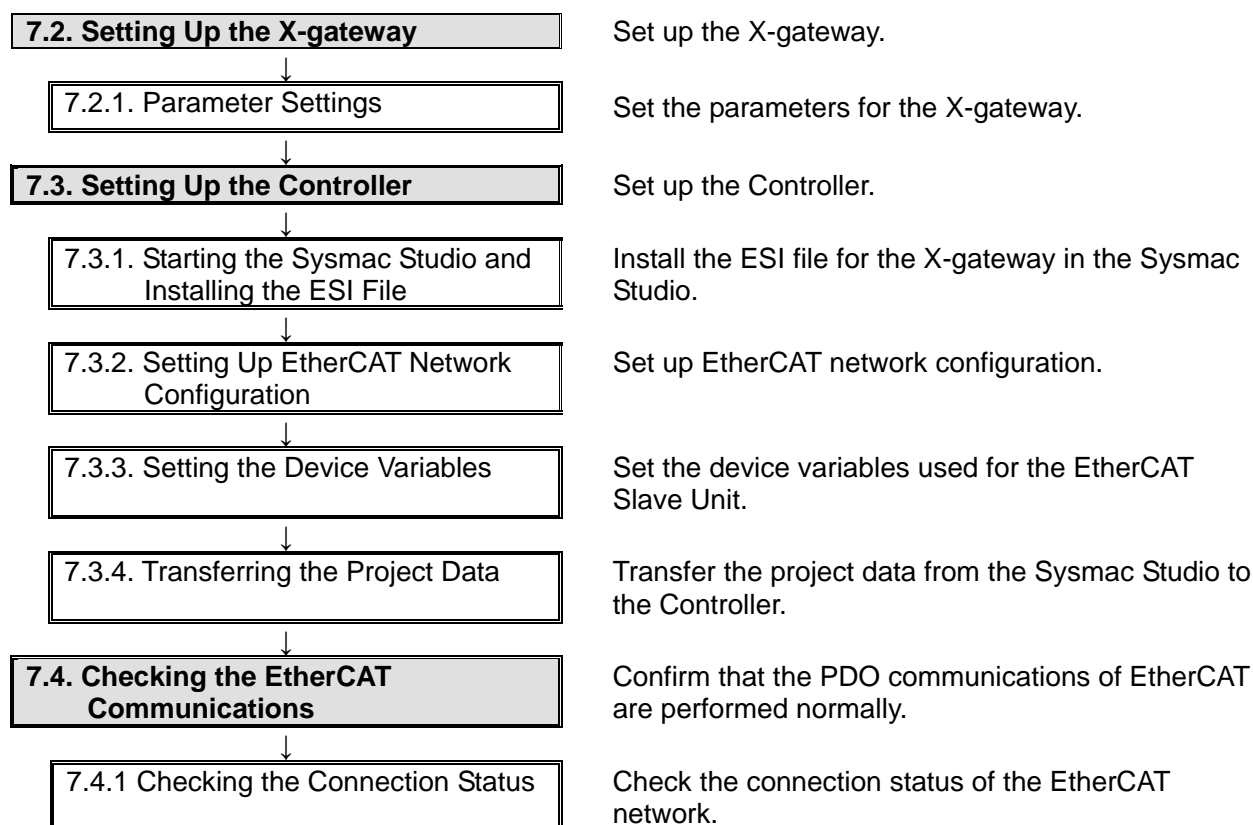 7.2. Setting Up the X-gateway
Set up the X-gateway.
↓
7.2.1. Parameter Settings
Set the parameters for the X-gateway.
↓
7.3. Setting Up the Controller
Set up the Controller.
↓
7.3.1. Starting the Sysmac Studio and
Installing the ESI File
Install the ESI file for the X-gateway in the Sysmac
Studio.
↓
7.3.2. Setting Up EtherCAT Network
Configuration
Set up EtherCAT network configuration.
↓
7.3.3. Setting the Device Variables
Set the device variables used for the EtherCAT
Slave Unit.
↓
7.3.4. Transferring the Project Data
Transfer the project data from the Sysmac Studio to
the Controller.
↓
7.4. Checking the EtherCAT
Communications
Confirm that the PDO communications of EtherCAT
are performed normally.
↓
7.4.1 Checking the Connection Status
Check the connection status of the EtherCAT
network.